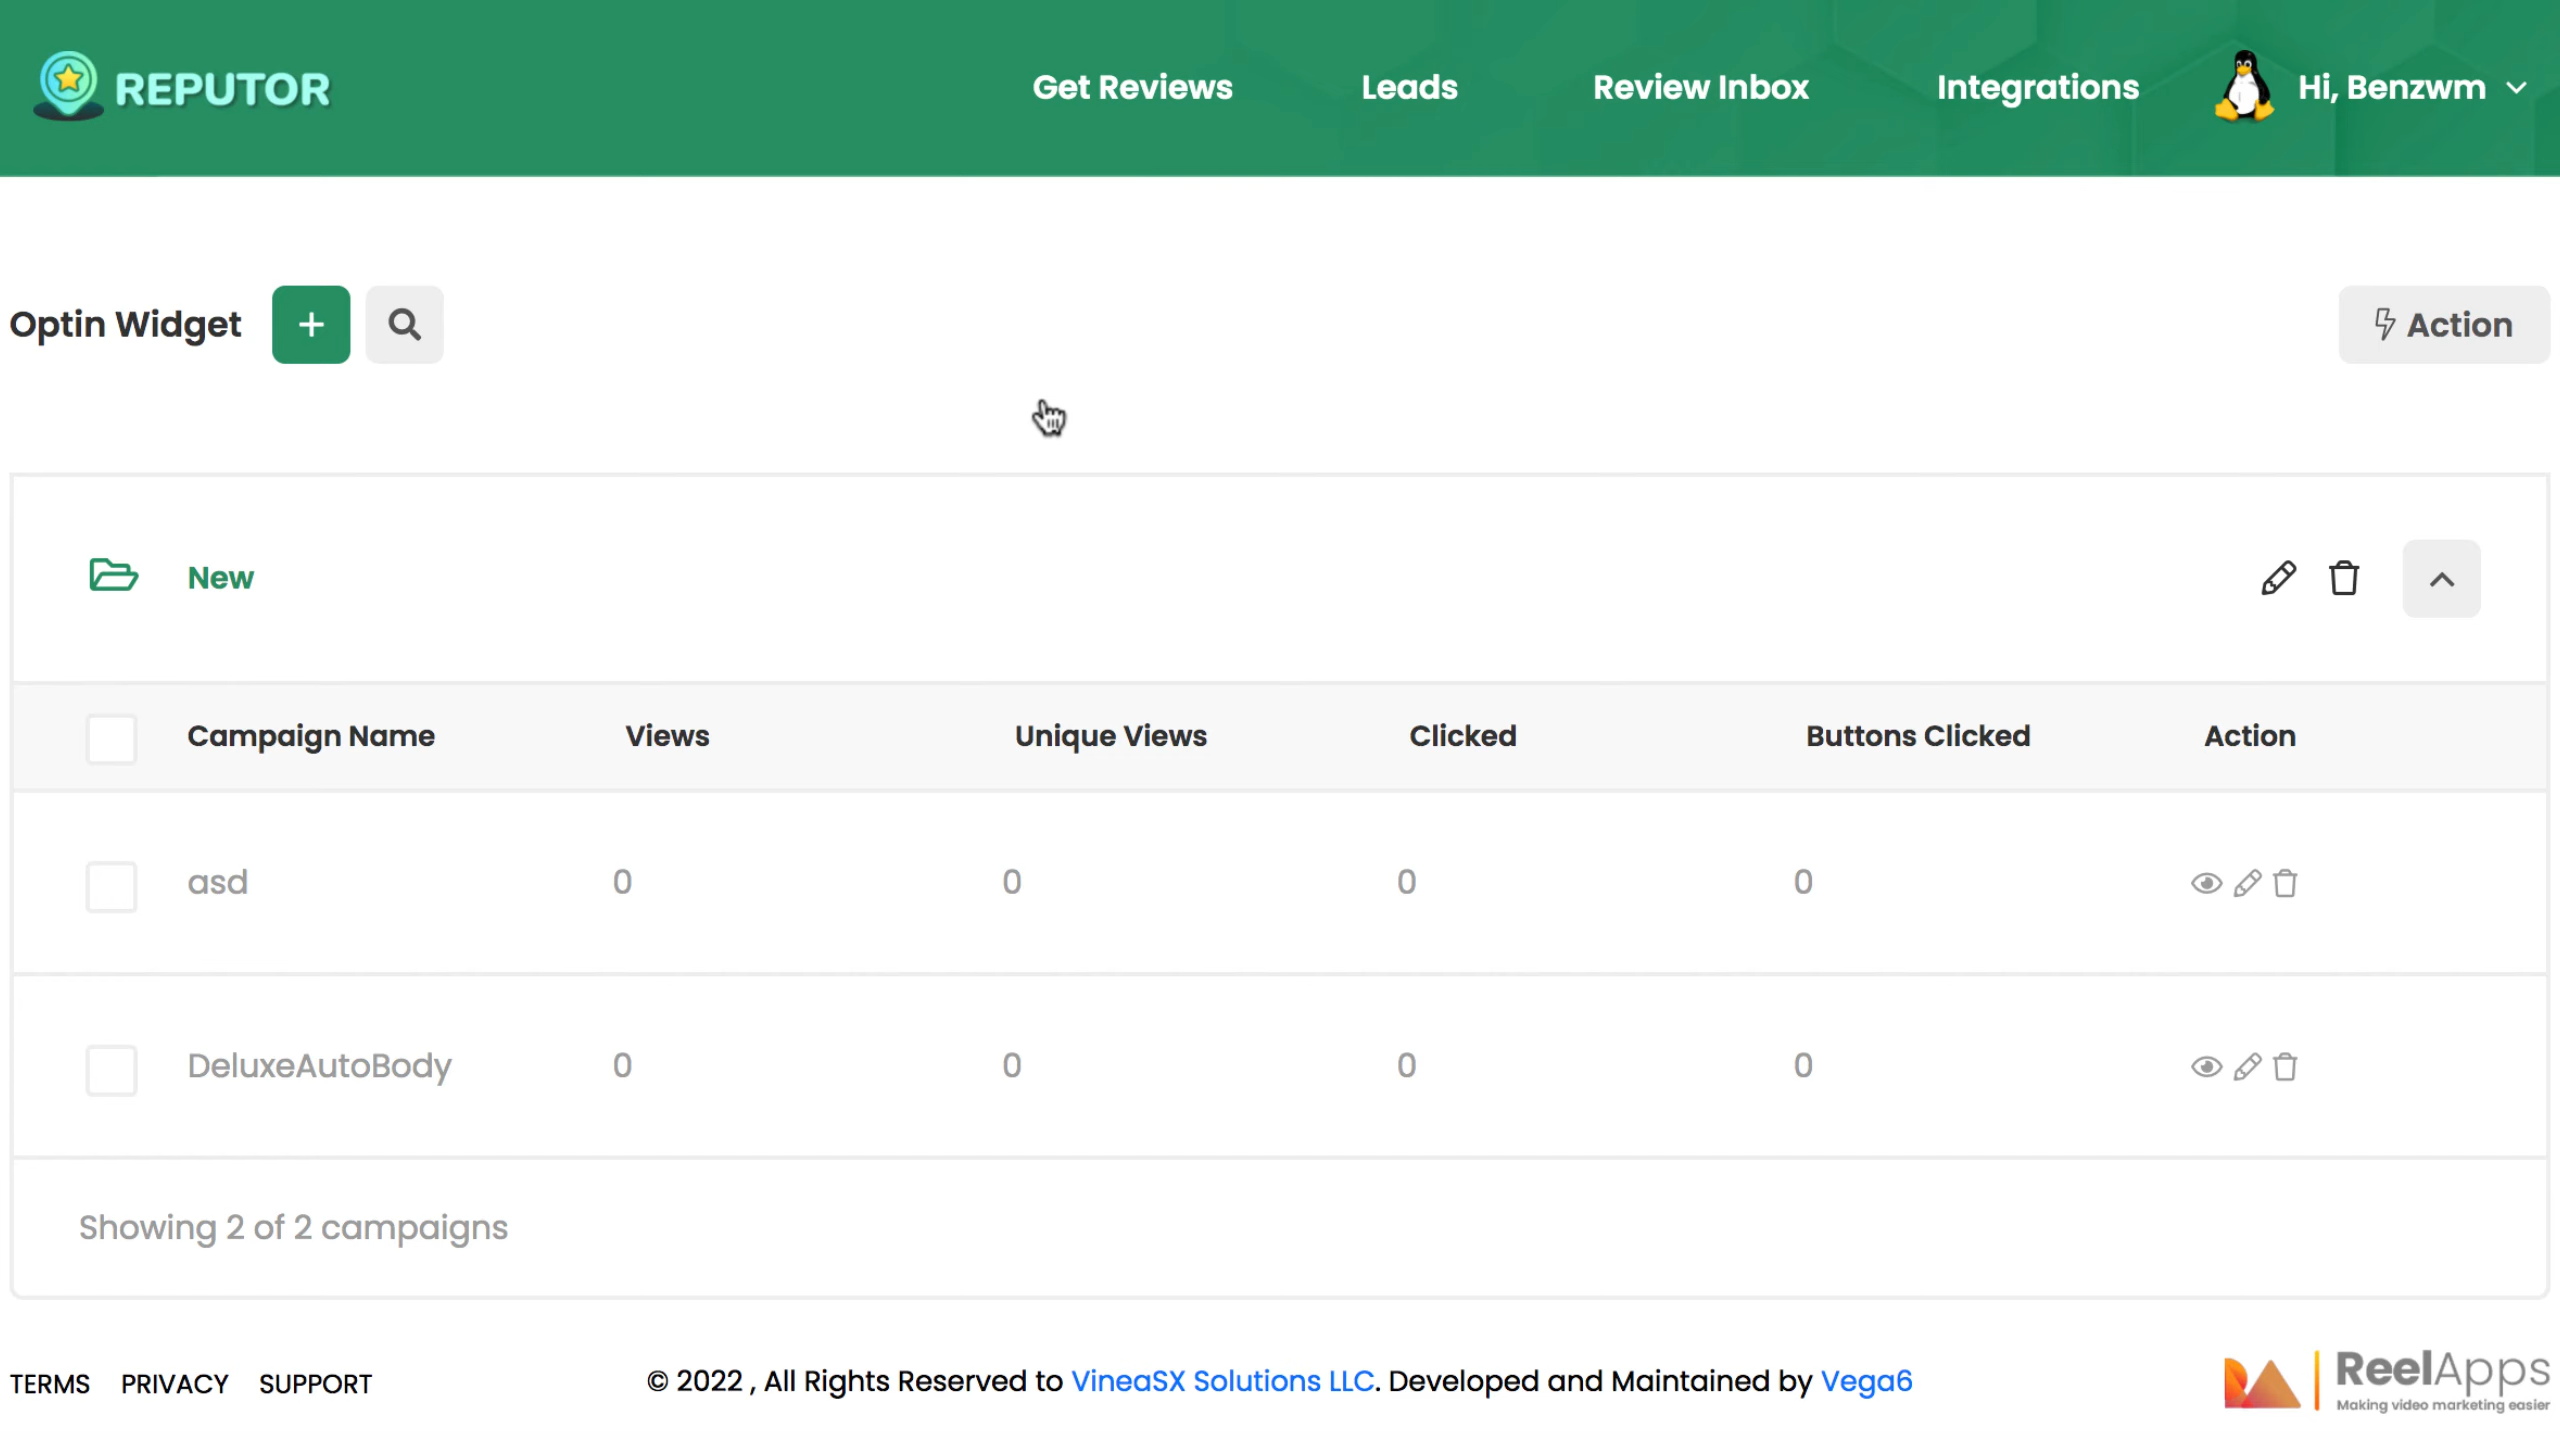 REPUTOR
Get Reviews Leads Review Inbox Integrations Hi, Benzwm
Optin Widget + Action
New
Campaign Name Views Unique Views Clicked Buttons Clicked Action
asd 0 0 0 0
DeluxeAutoBody 0 0 0 0
Showing 2 of 2 campaigns
TERMS PRIVACY SUPPORT © 2022 , All Rights Reserved to VineaSX Solutions LLC. Developed and Maintained by Vega6 ReelApps
Making video marketing easier